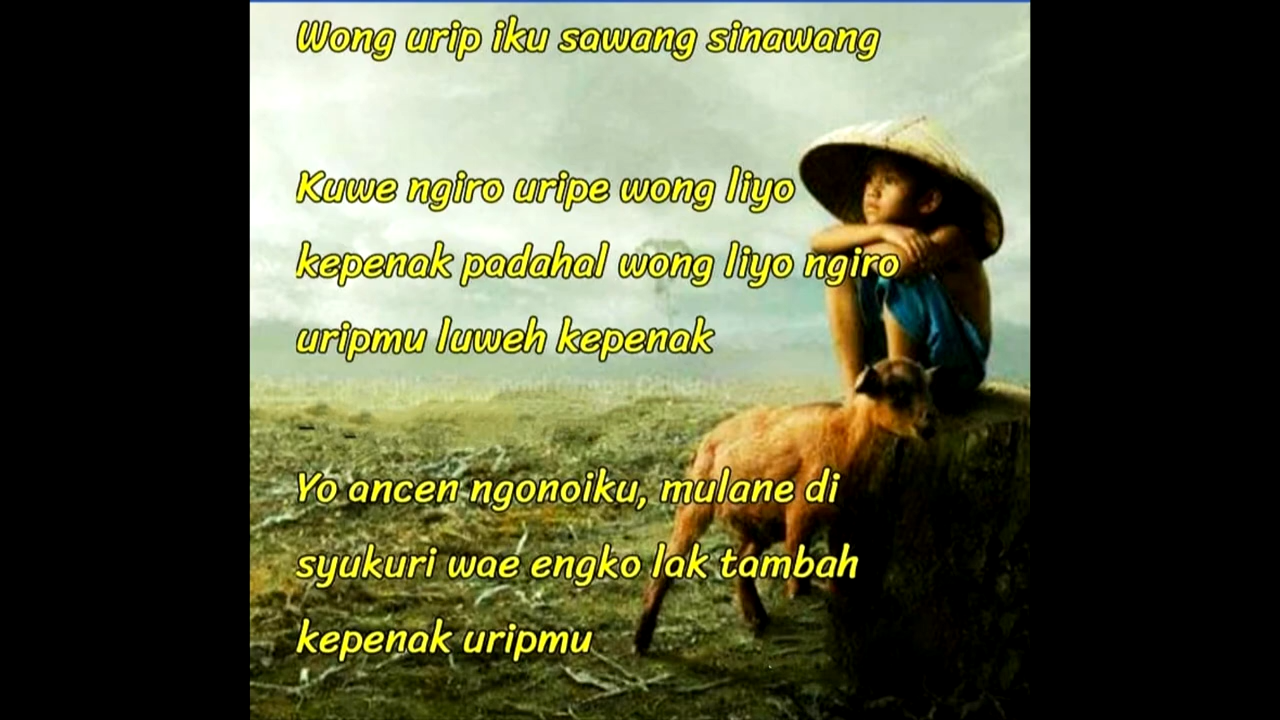 Wong urip iku sawang sinawang
Kuwe ngiro uripe wong liyo
kepenak padahal wong liyo ngiro
uripmu luweh kepenak
Yo ancen ngonoiku, mulane di
syukuri wae engko lak tambah
kepenak uripmu